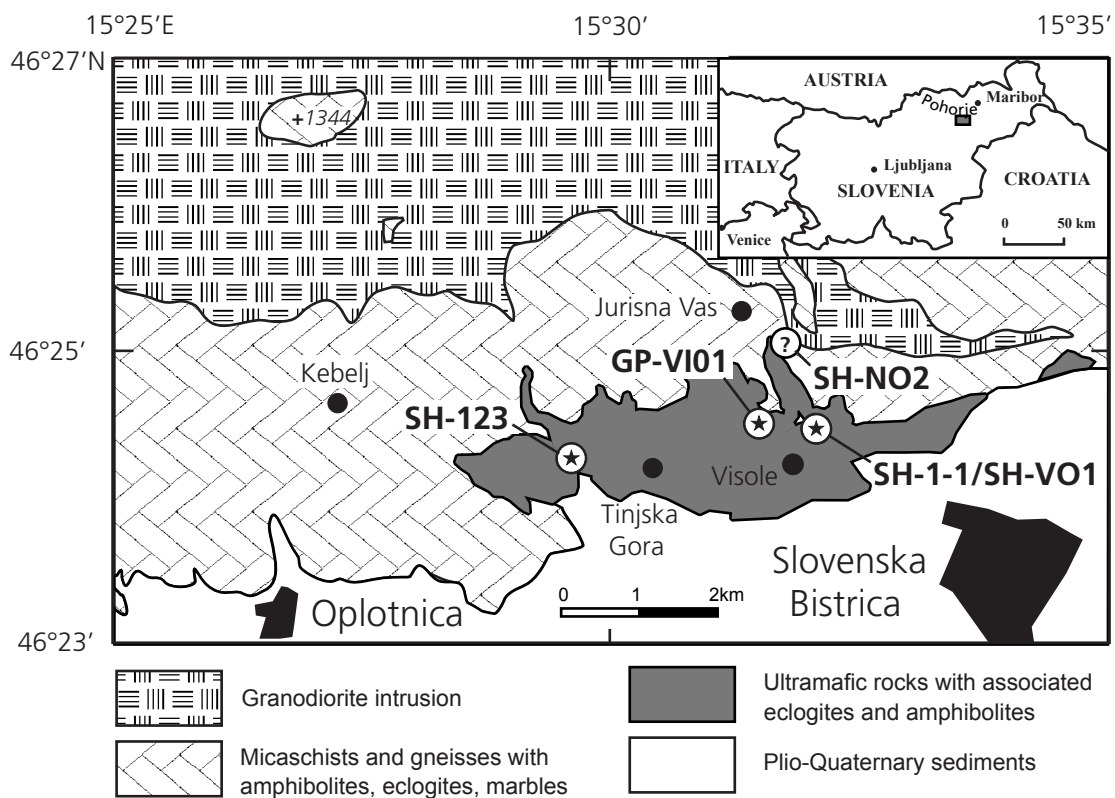 15°25’E
15°30’
15°35’
46°27’N
AUSTRIA
Maribor
Pohorje
+1344
ITALY
Ljubljana
CROATIA
SLOVENIA
Venice
0 50 km
Jurisna Vas
46°25’
GP-VI01
?
Kebelj
SH-NO2
SH-123
Visole
SH-1-1/SH-VO1
Tinjska
Gora
Slovenska
Bistrica
0 1 2km
Oplotnica
46°23’
Granodiorite intrusion
Micaschists and gneisses with
amphibolites, eclogites, marbles
Ultramafic rocks with associated
eclogites and amphibolites
Plio-Quaternary sediments